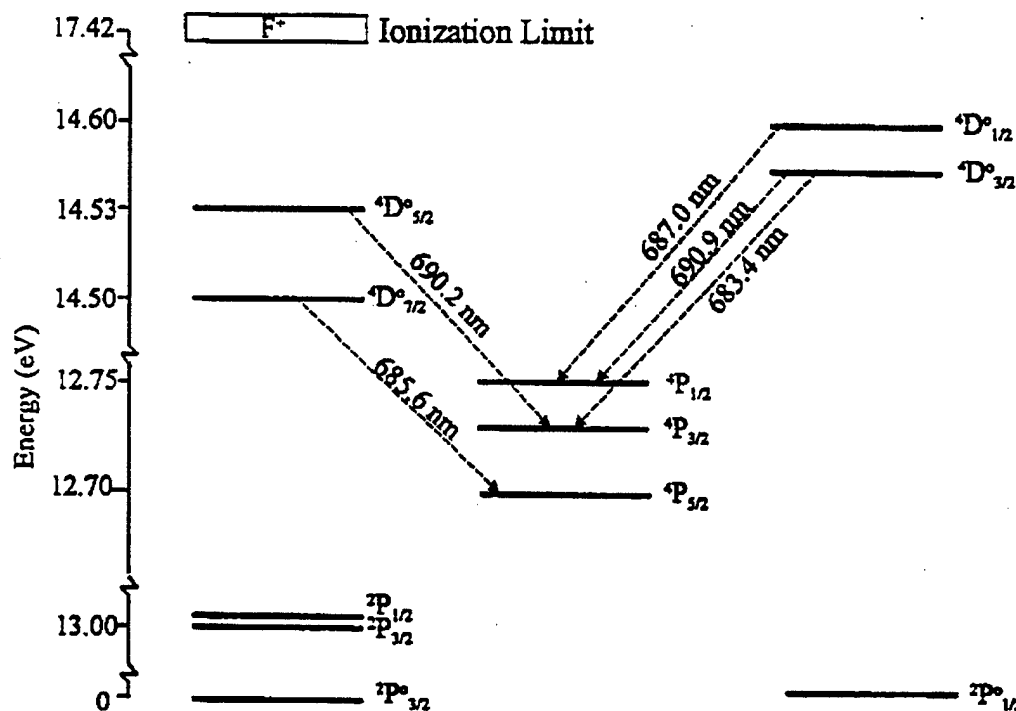 17.42
F⁺ Ionization Limit
14.60
⁴D°₁/₂
⁴D°₃/₂
14.53
⁴D°₅/₂
687.0 nm
690.9 nm
683.4 nm
690.2 nm
14.50
⁴D°₇/₂
Energy (eV)
12.75
⁴P₁/₂
685.6 nm
⁴P₃/₂
12.70
⁴P₅/₂
²P₁/₂
13.00
²P₃/₂
0
²P°₃/₂
²P°₁/₂